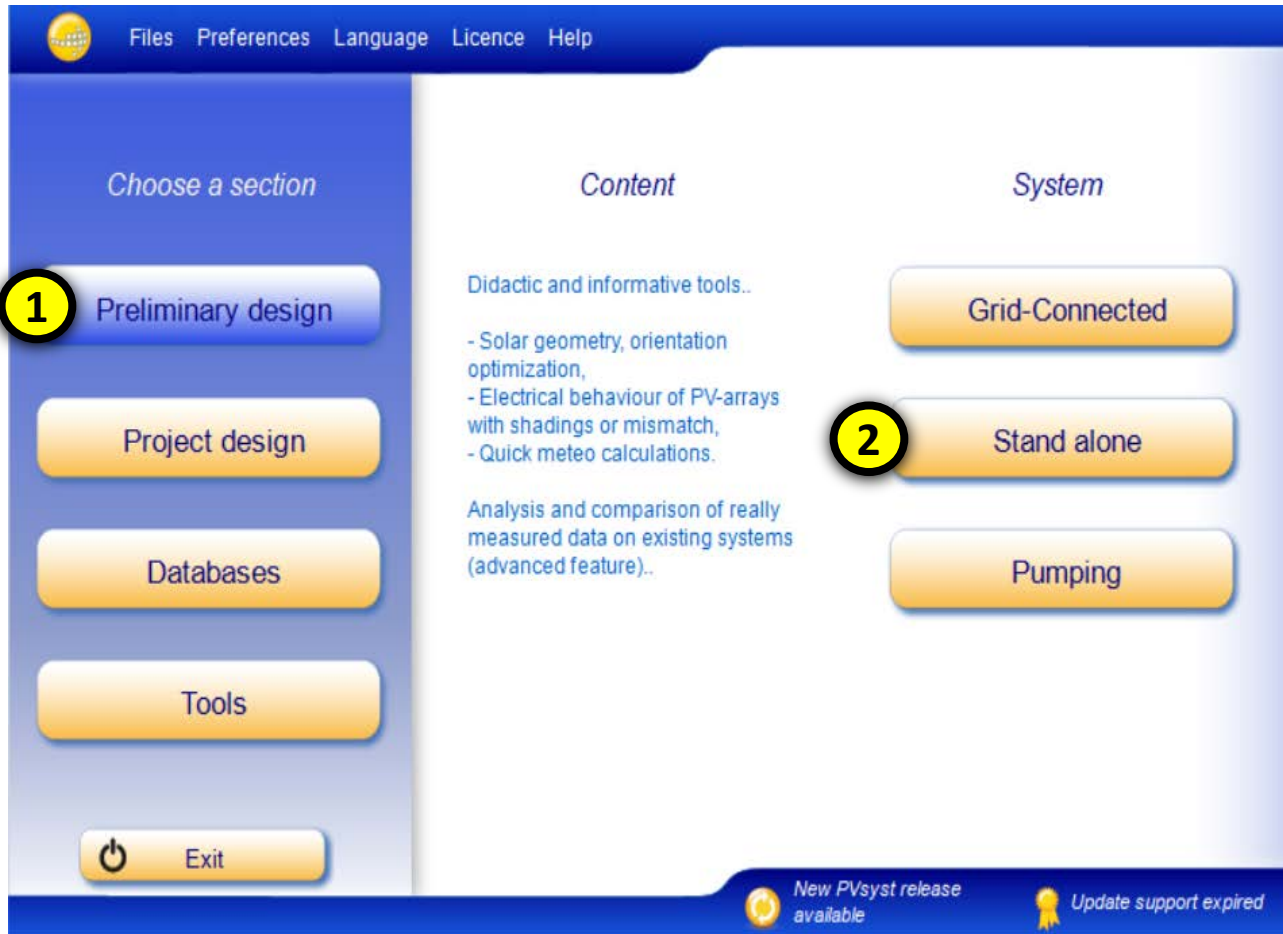 Files Preferences Language Licence Help
Choose a section
Content
System
1
Preliminary design
Project design
Databases
Tools
Exit
Didactic and informative tools..
- Solar geometry, orientation
optimization,
- Electrical behaviour of PV-arrays
with shadings or mismatch,
- Quick meteo calculations.
Analysis and comparison of really
measured data on existing systems
(advanced feature)..
Grid-Connected
2
Stand alone
Pumping
New PVsyst release
available
Update support expired